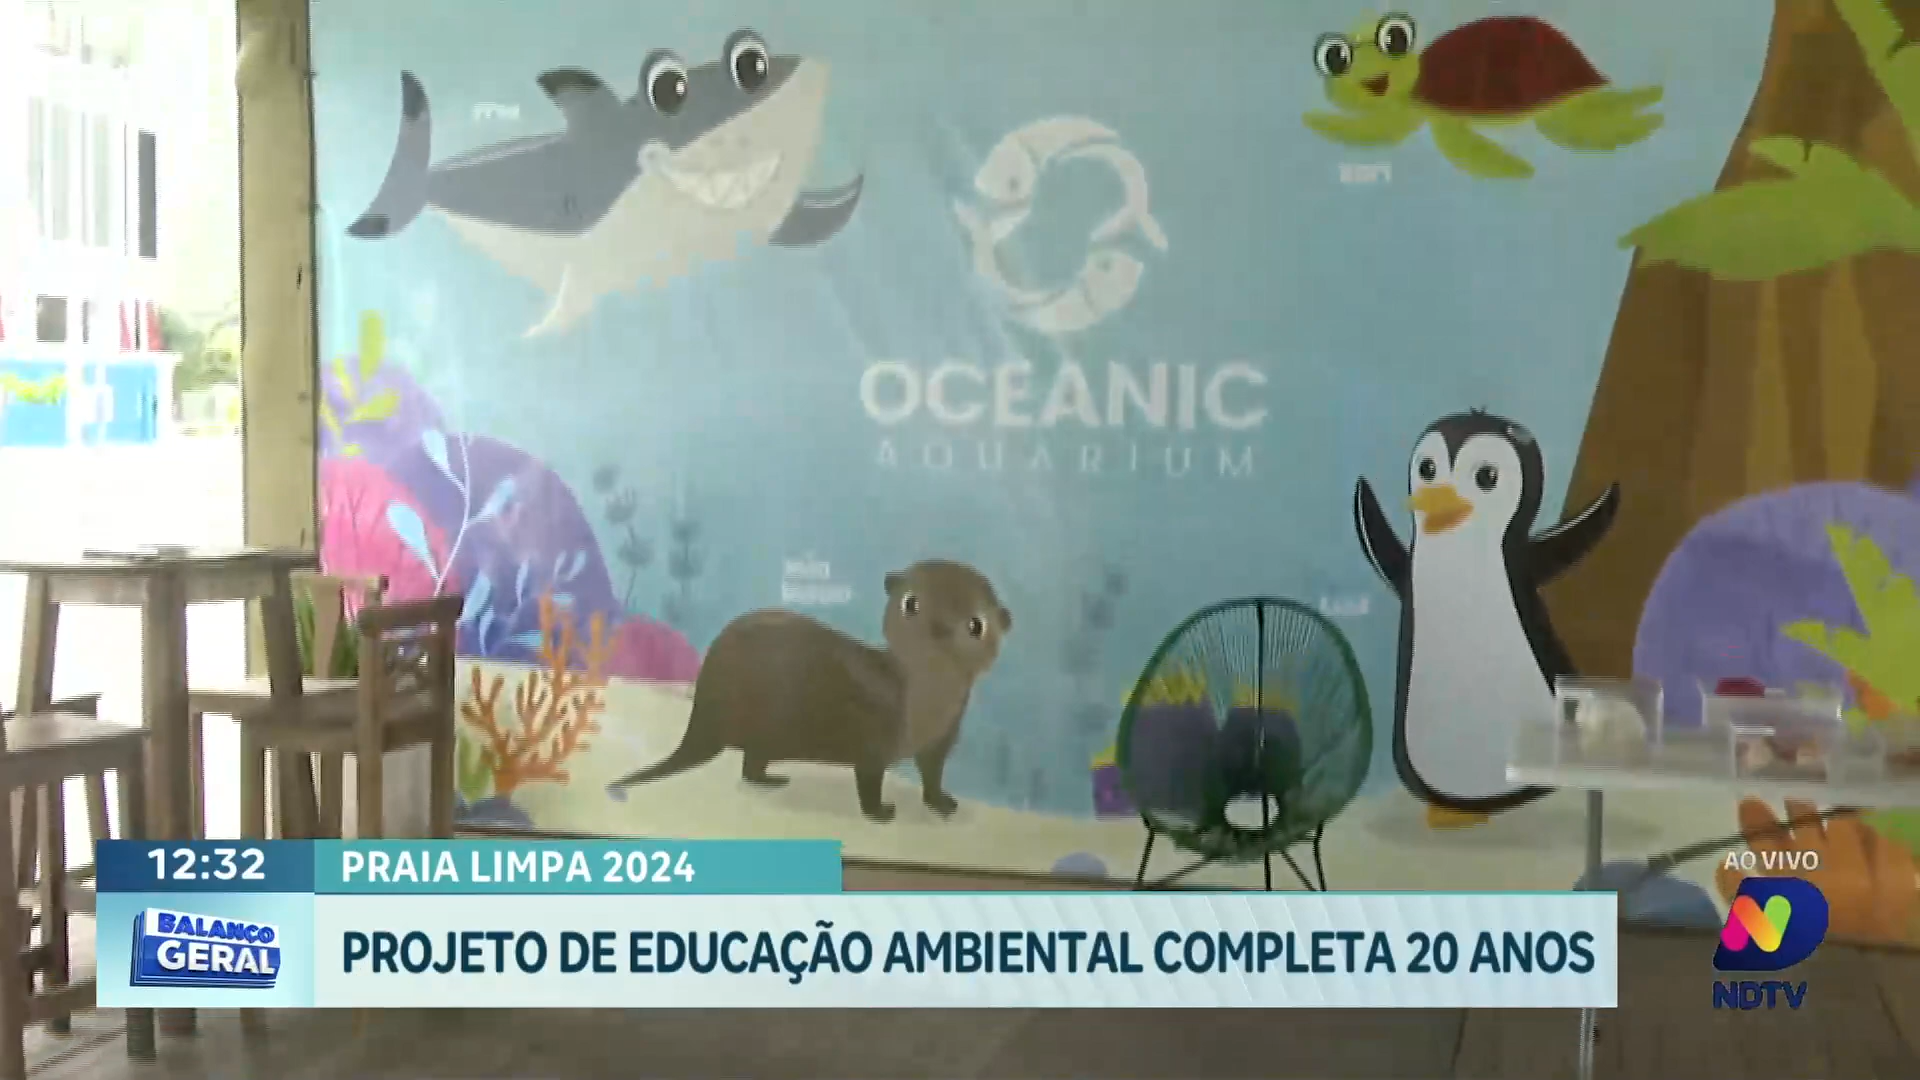 OCEANIC
AQUARIUM
12:32
PRAIA LIMPA 2024
AO VIVO
BALANÇO
GERAL
PROJETO DE EDUCAÇÃO AMBIENTAL COMPLETA 20 ANOS
NDTV